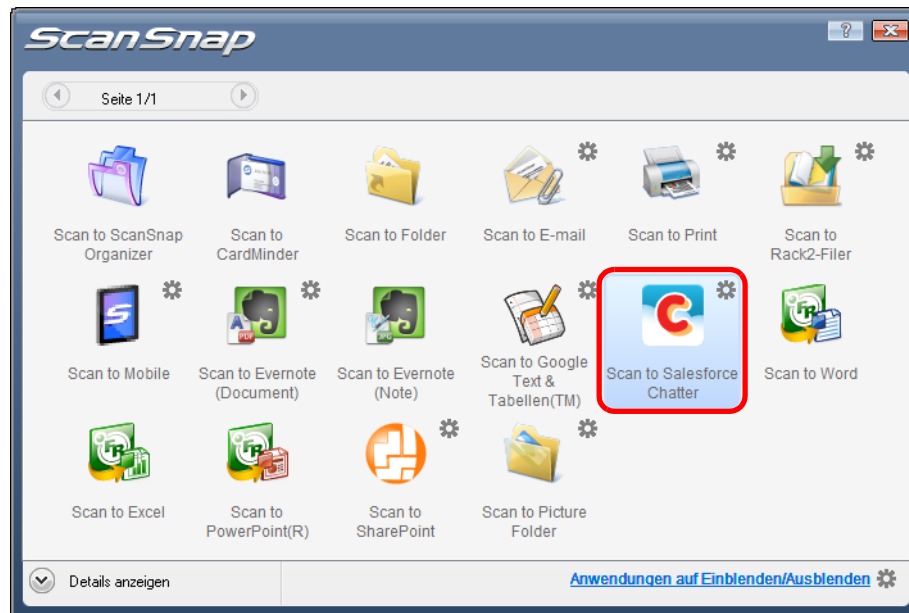 ScanSnap
Seite 1/1
Scan to ScanSnap
Organizer
Scan to
CardMinder
Scan to Folder
Scan to E-mail
Scan to Print
Scan to
Rack2-Filer
Scan to Mobile
Scan to Evernote
(Document)
Scan to Evernote
(Note)
Scan to Google
Text &
Tabellen(TM)
Scan to Salesforce
Chatter
Scan to Word
Scan to Excel
Scan to
PowerPoint(R)
Scan to
SharePoint
Scan to Picture
Folder
Details anzeigen
Anwendungen auf Einblenden/Ausblenden